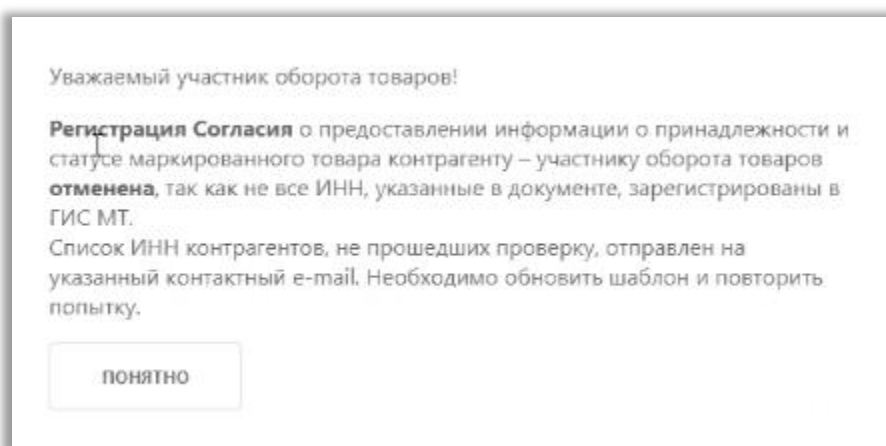 Уважаемый участник оборота товаров!
Регистрация Согласия о предоставлении информации о принадлежности и
статусе маркированного товара контрагенту – участнику оборота товаров
отменена, так как не все ИНН, указанные в документе, зарегистрированы в
ГИС МТ.
Список ИНН контрагентов, не прошедших проверку, отправлен на
указанный контактный e-mail. Необходимо обновить шаблон и повторить
попытку.
ПОНЯТНО